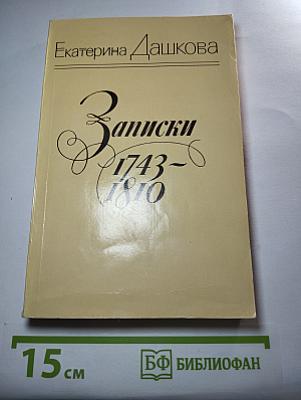 Екатерина Дашкова
Записки
1743–
1810
15 см
БФ БИБЛИОФАН